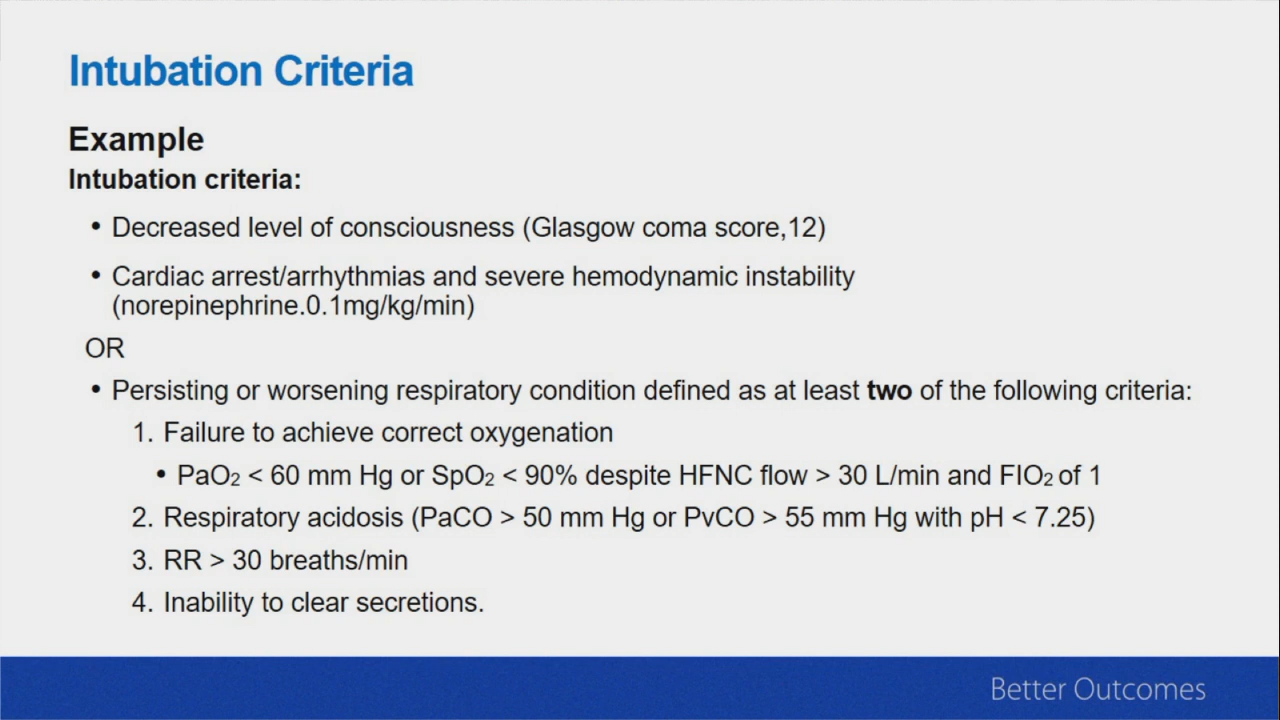 Intubation Criteria
Example
Intubation criteria:
• Decreased level of consciousness (Glasgow coma score,12)
• Cardiac arrest/arrhythmias and severe hemodynamic instability
(norepinephrine.0.1mg/kg/min)
OR
• Persisting or worsening respiratory condition defined as at least two of the following criteria:
1. Failure to achieve correct oxygenation
• PaO₂ < 60 mm Hg or SpO₂ < 90% despite HFNC flow > 30 L/min and FIO₂ of 1
2. Respiratory acidosis (PaCO > 50 mm Hg or PvCO > 55 mm Hg with pH < 7.25)
3. RR > 30 breaths/min
4. Inability to clear secretions.
Better Outcomes